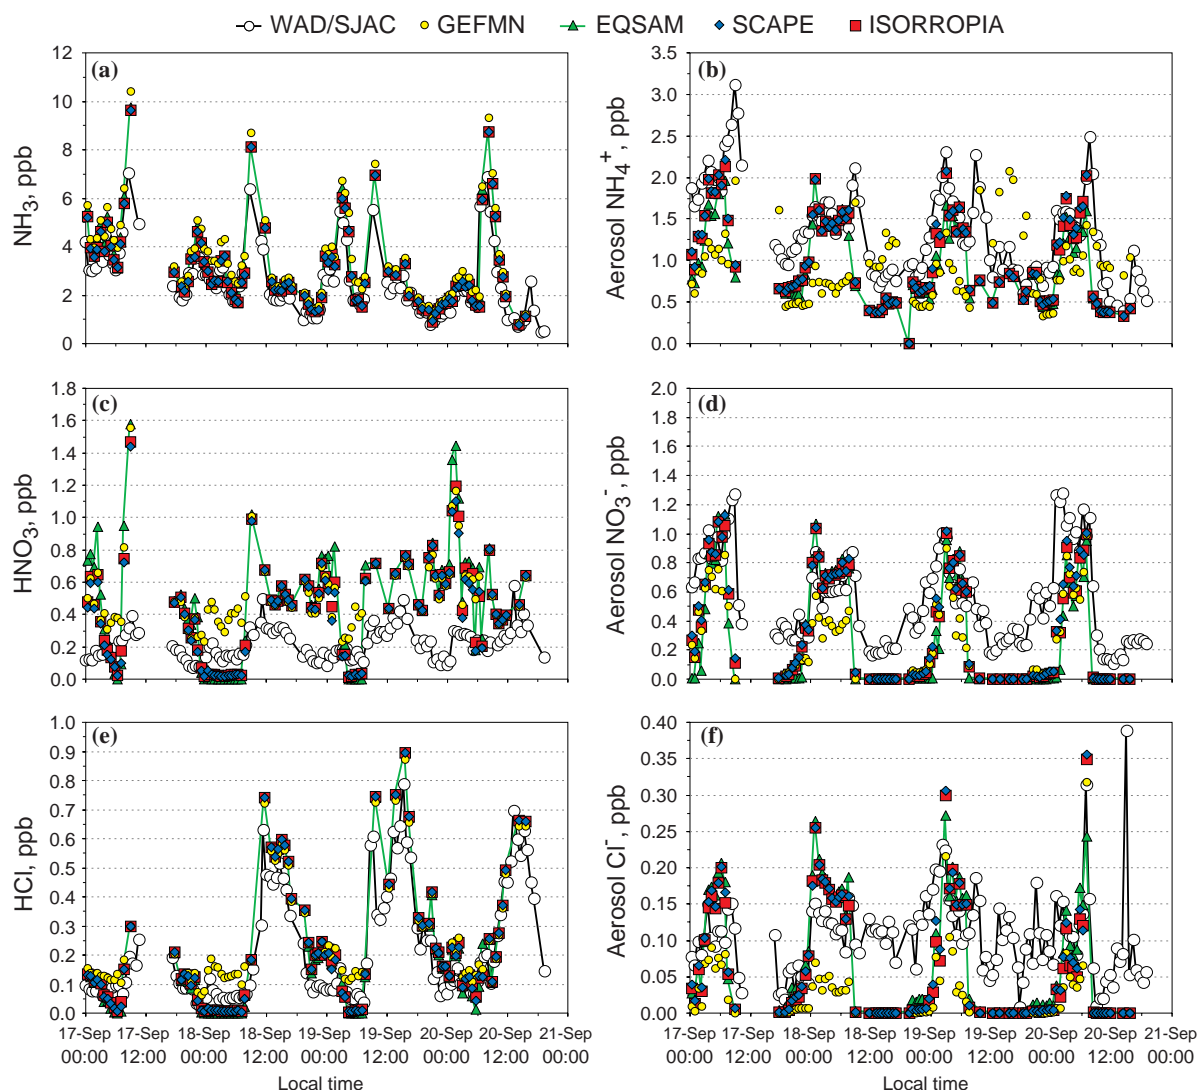 WAD/SJAC GEFMN EQSAM SCAPE ISORROPIA
(a)
NH3, ppb
12
10
8
6
4
2
0
(b)
Aerosol NH4+, ppb
3.5
3.0
2.5
2.0
1.5
1.0
0.5
0.0
(c)
HNO3, ppb
1.8
1.6
1.4
1.2
1.0
0.8
0.6
0.4
0.2
0.0
(d)
Aerosol NO3-, ppb
2.0
1.8
1.6
1.4
1.2
1.0
0.8
0.6
0.4
0.2
0.0
(e)
HCl, ppb
1.0
0.9
0.8
0.7
0.6
0.5
0.4
0.3
0.2
0.1
0.0
(f)
Aerosol Cl-, ppb
0.40
0.35
0.30
0.25
0.20
0.15
0.10
0.05
0.00
17-Sep 17-Sep 18-Sep 18-Sep 19-Sep 19-Sep 20-Sep 20-Sep 21-Sep
00:00 12:00 00:00 12:00 00:00 12:00 00:00 12:00 00:00
Local time
17-Sep 17-Sep 18-Sep 18-Sep 19-Sep 19-Sep 20-Sep 20-Sep 21-Sep
00:00 12:00 00:00 12:00 00:00 12:00 00:00 12:00 00:00
Local time